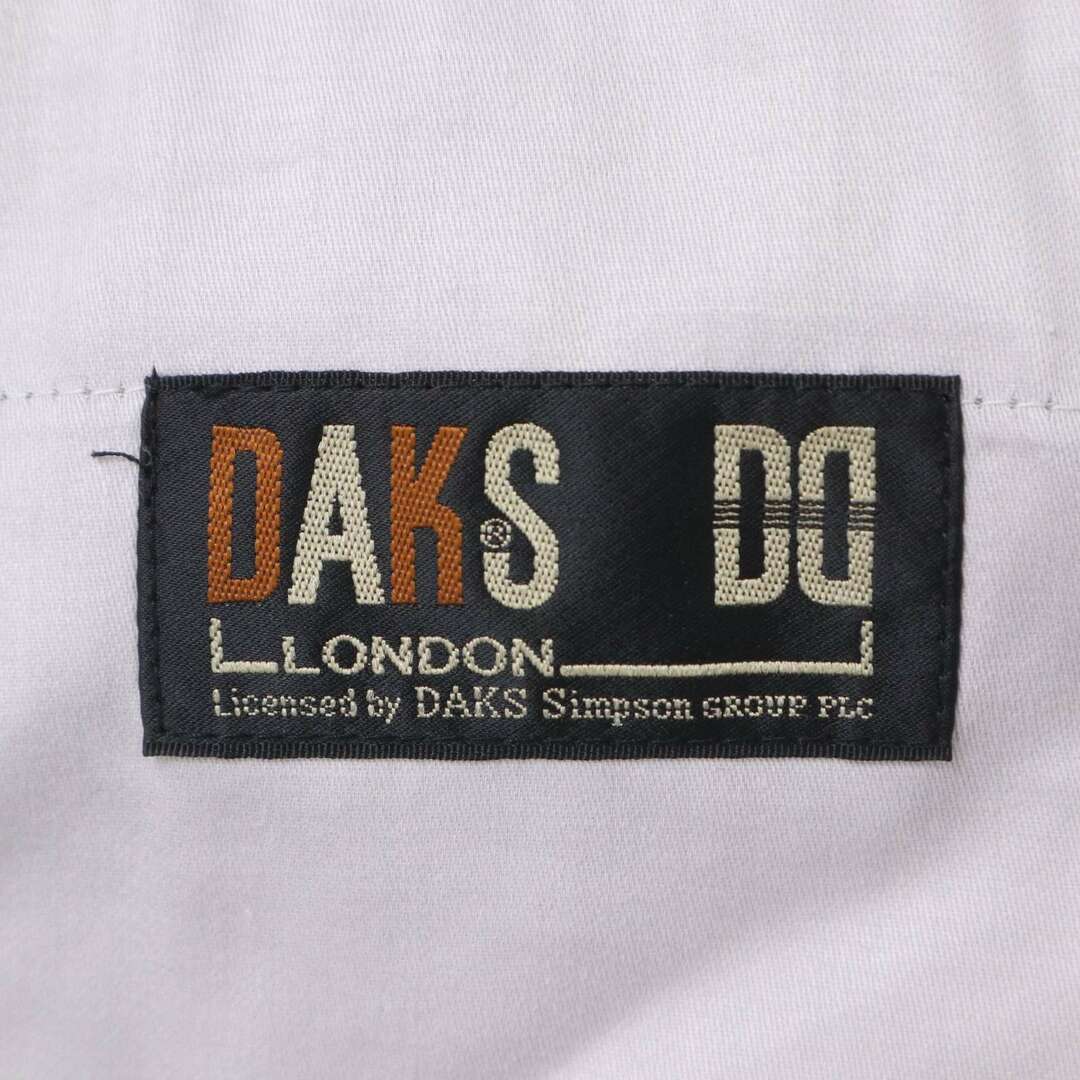 DAKS® DD
LONDON
Licensed by DAKS Simpson GROUP PLC